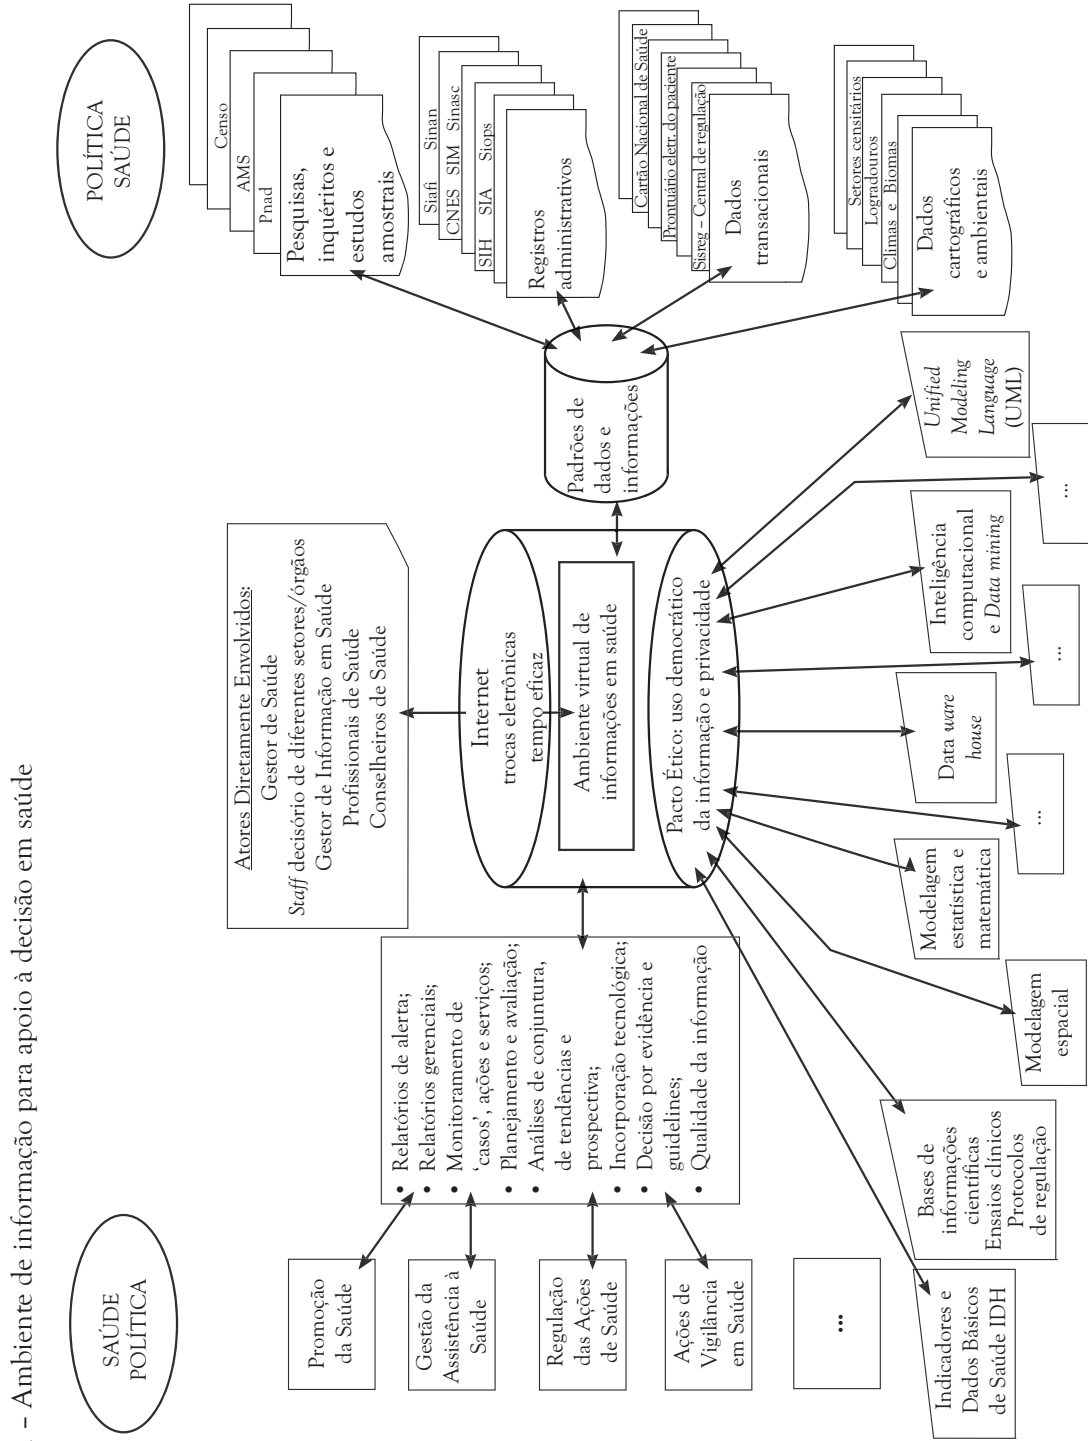 – Ambiente de informação para apoio à decisão em saúde
SAÚDE
POLÍTICA
POLÍTICA
SAÚDE
Atores Diretamente Envolvidos:
Gestor de Saúde
Staff decisório de diferentes setores/órgãos
Gestor de Informação em Saúde
Profissionais de Saúde
Conselheiros de Saúde
Promoção
da Saúde
Gestão da
Assistência à
Saúde
Regulação
das Ações
de Saúde
Ações de
Vigilância
em Saúde
...
• Relatórios de alerta;
• Relatórios gerenciais;
• Monitoramento de
‘casos’, ações e serviços;
• Planejamento e avaliação;
• Análises de conjuntura,
de tendências e
prospectiva;
• Incorporação tecnológica;
• Decisão por evidência e
guidelines;
• Qualidade da informação
Internet
trocas eletrônicas
tempo eficaz
Ambiente virtual de
informações em saúde
Pacto Ético: uso democrático
da informação e privacidade
Padrões de
dados e
informações
Censo
AMS
Pnad
Pesquisas,
inquéritos e
estudos
amostrais
Siafi Sinan
CNES SIM Sinasc
SIH SIA Siops
Registros
administrativos
Cartão Nacional de Saúde
Prontuário eletr. do paciente
Sisreg – Central de regulação
Dados
transacionais
Setores censitários
Logradouros
Climas e Biomas
Dados
cartográficos
e ambientais
Indicadores e
Dados Básicos
de Saúde IDH
Bases de
informações
científicas
Ensaios clínicos
Protocolos
de regulação
Modelagem
espacial
Modelagem
estatística e
matemática
...
Data ware
house
...
Inteligência
computacional
e Data mining
...
Unified
Modeling
Language
(UML)